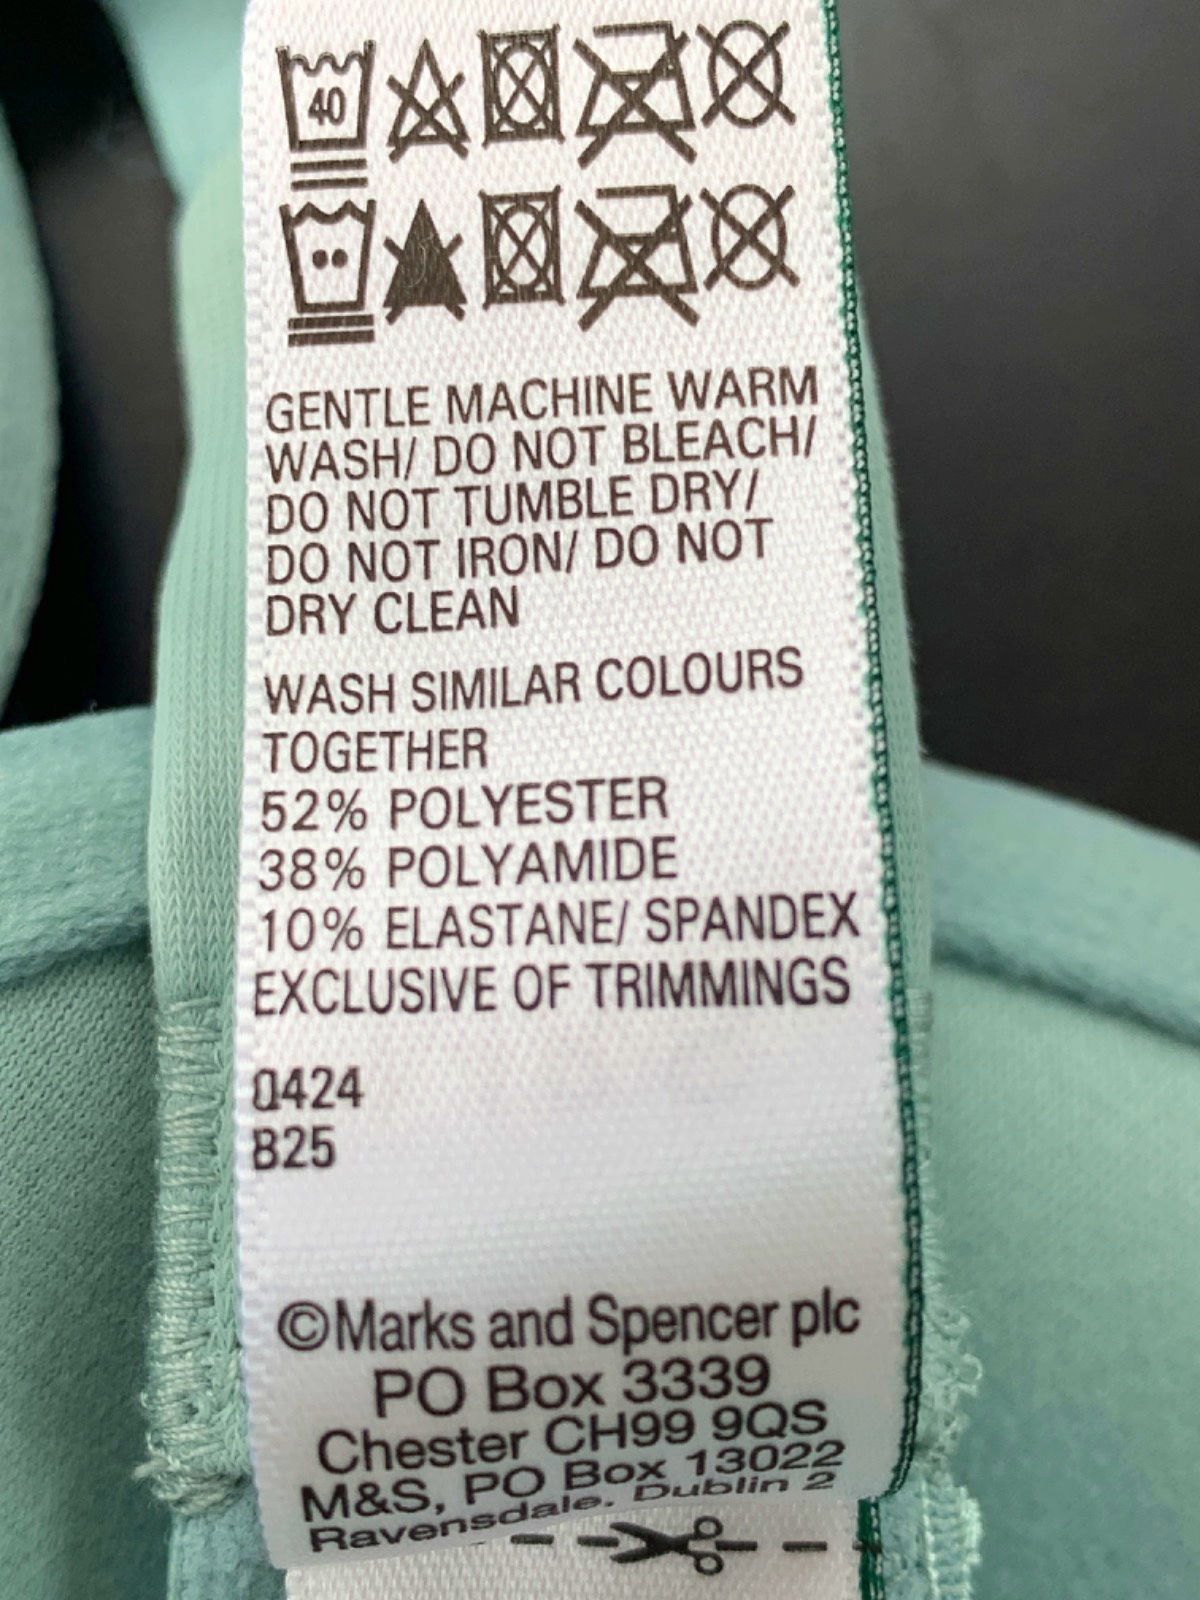 40
GENTLE MACHINE WARM
WASH/ DO NOT BLEACH/
DO NOT TUMBLE DRY/
DO NOT IRON/ DO NOT
DRY CLEAN
WASH SIMILAR COLOURS
TOGETHER
52% POLYESTER
38% POLYAMIDE
10% ELASTANE/ SPANDEX
EXCLUSIVE OF TRIMMINGS
Q424
B25
©Marks and Spencer plc
PO Box 3339
Chester CH99 9QS
M&S, PO Box 13022
Ravensdale. Dublin 2